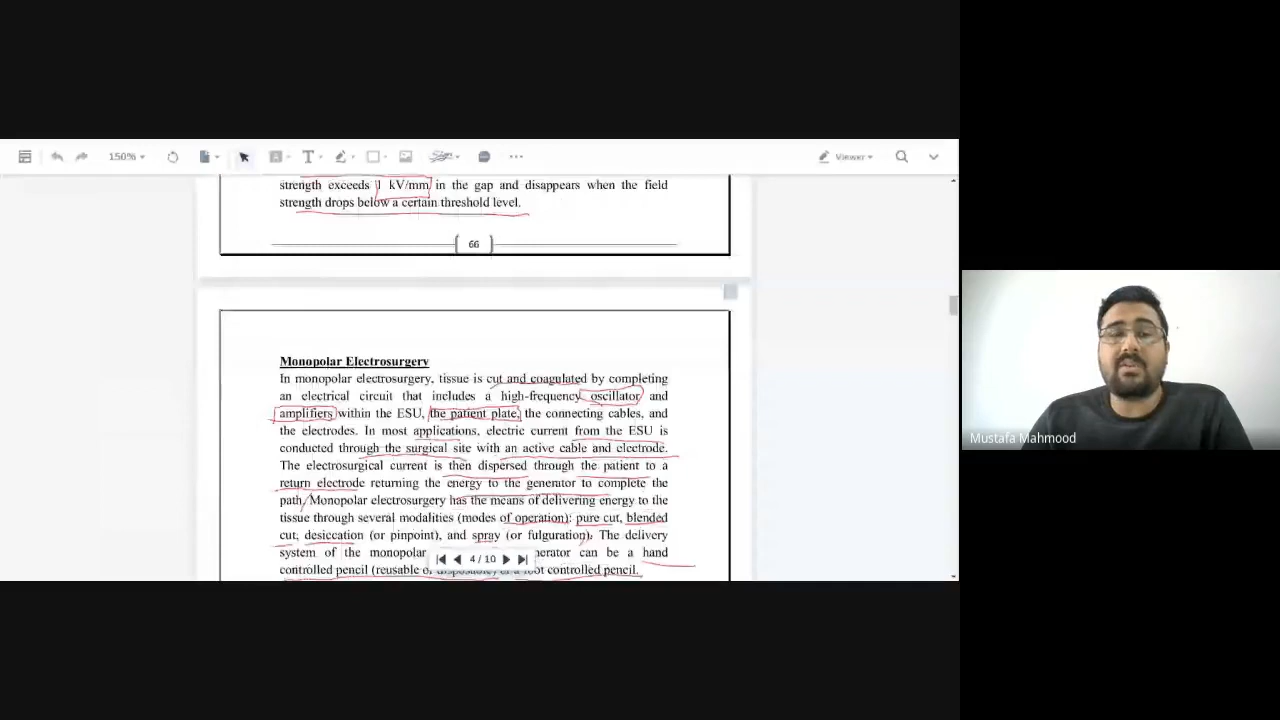 150%
Viewer
strength exceeds 1 kV/mm in the gap and disappears when the field
strength drops below a certain threshold level.
66
Monopolar Electrosurgery
In monopolar electrosurgery, tissue is cut and coagulated by completing
an electrical circuit that includes a high-frequency oscillator and
amplifiers within the ESU, the patient plate, the connecting cables, and
the electrodes. In most applications, electric current from the ESU is
conducted through the surgical site with an active cable and electrode.
The electrosurgical current is then dispersed through the patient to a
return electrode returning the energy to the generator to complete the
path. Monopolar electrosurgery has the means of delivering energy to the
tissue through several modalities (modes of operation): pure cut, blended
cut, desiccation (or pinpoint), and spray (or fulguration). The delivery
system of the monopolar nerator can be a hand
4 / 10
controlled pencil (reusable or disposable) or a foot controlled pencil.
Mustafa Mahmood